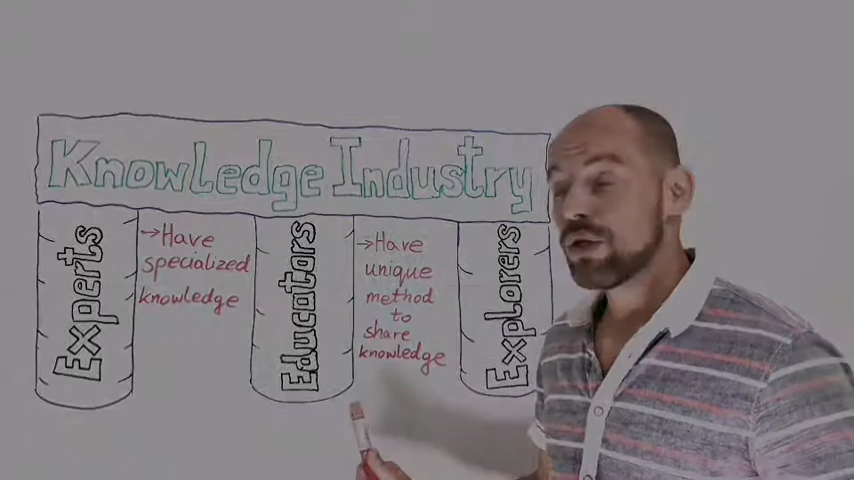 Knowledge Industry
Experts
→Have
specialized
knowledge
Educators
→Have
unique
method
to
share
knowledge
Explorers